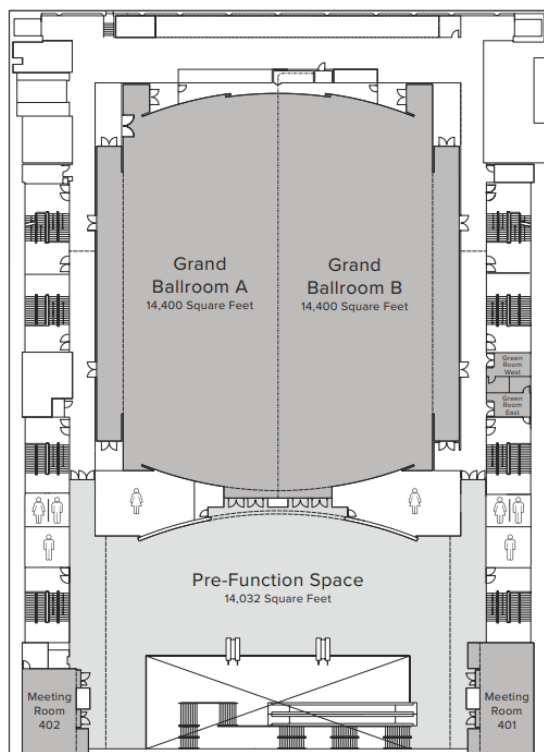 Grand
Ballroom A
14,400 Square Feet
Grand
Ballroom B
14,400 Square Feet
Green
Room
West
Green
Room
East
Pre-Function Space
14,032 Square Feet
Meeting
Room
402
Meeting
Room
401